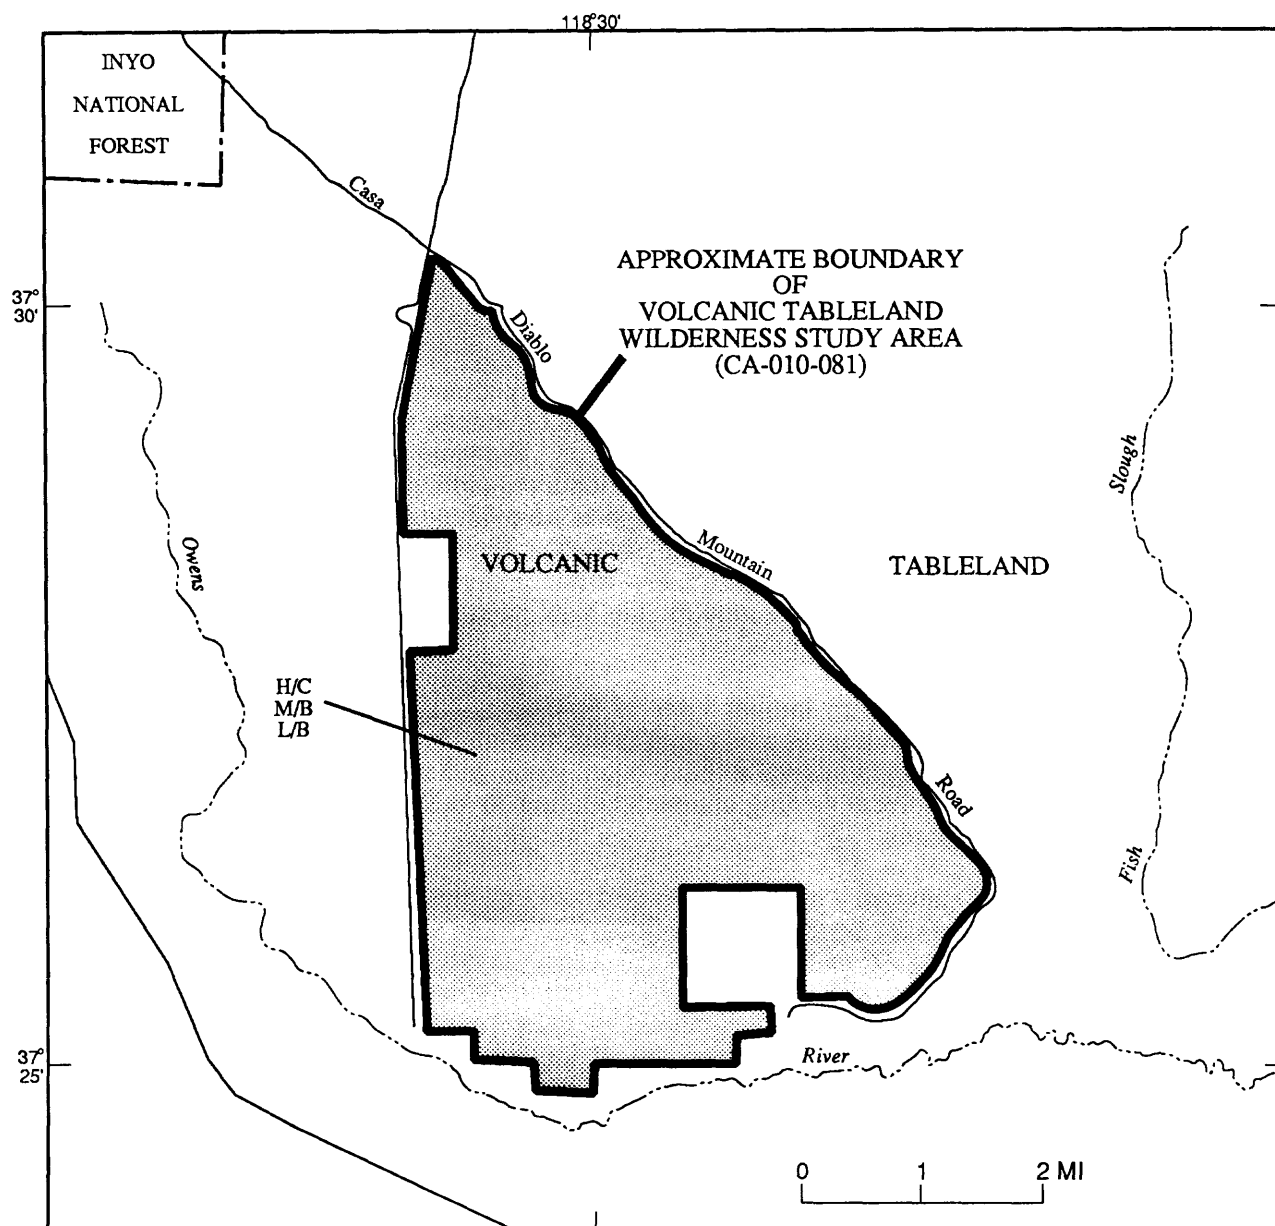 118°30'
INYO
NATIONAL
FOREST
Casa
37°
30'
APPROXIMATE BOUNDARY
OF
VOLCANIC TABLELAND
WILDERNESS STUDY AREA
(CA-010-081)
Diablo
Slough
Owens
VOLCANIC
Mountain
TABLELAND
H/C
M/B
L/B
Road
Fish
37°
25'
River
0 1 2 MI